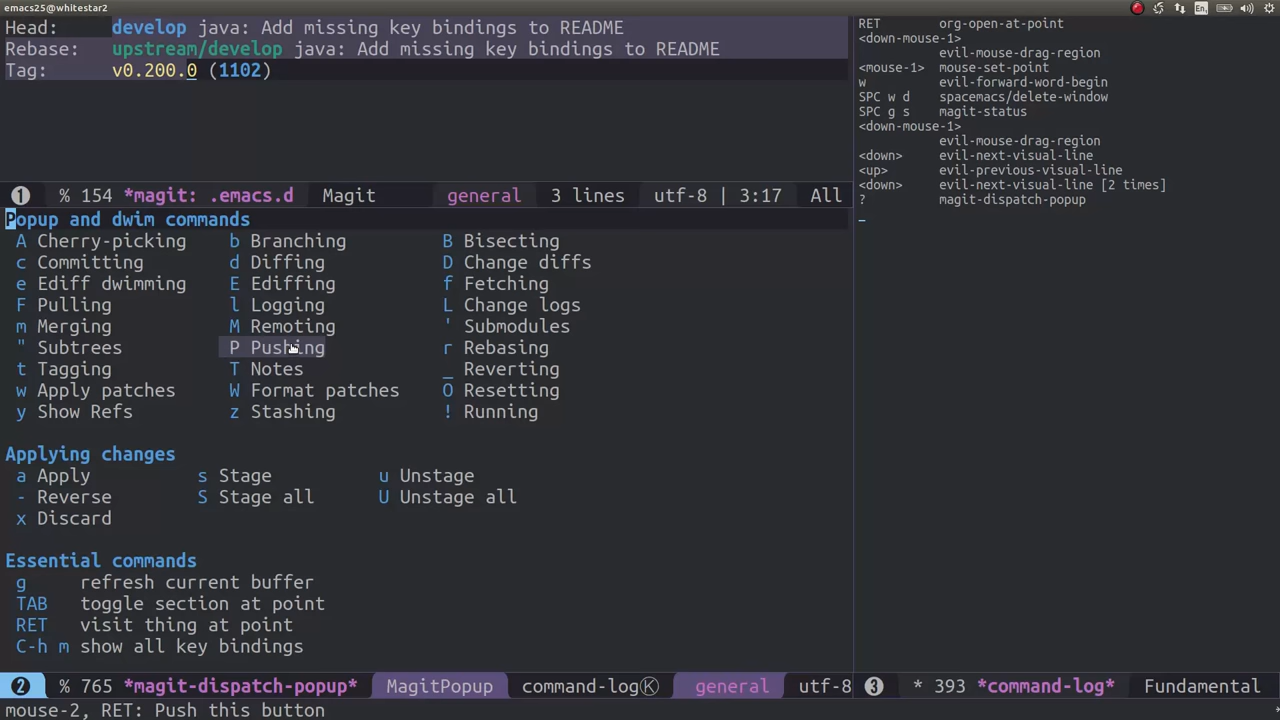 emacs25@whitestar2
En
Head: develop java: Add missing key bindings to README
Rebase: upstream/develop java: Add missing key bindings to README
Tag: v0.200.0 (1102)
1 % 154 *magit: .emacs.d Magit general 3 lines utf-8 | 3:17 All
Popup and dwim commands
A Cherry-picking b Branching B Bisecting
c Committing d Diffing D Change diffs
e Ediff dwimming E Ediffing f Fetching
F Pulling l Logging L Change logs
m Merging M Remoting ' Submodules
" Subtrees P Pushing r Rebasing
t Tagging T Notes _ Reverting
w Apply patches W Format patches O Resetting
y Show Refs z Stashing ! Running
Applying changes
a Apply s Stage u Unstage
- Reverse S Stage all U Unstage all
x Discard
Essential commands
g refresh current buffer
TAB toggle section at point
RET visit thing at point
C-h m show all key bindings
2 % 765 *magit-dispatch-popup* MagitPopup command-logⓀ general utf-8
mouse-2, RET: Push this button
RET org-open-at-point
<down-mouse-1>
evil-mouse-drag-region
<mouse-1> mouse-set-point
w evil-forward-word-begin
SPC w d spacemacs/delete-window
SPC g s magit-status
<down-mouse-1>
evil-mouse-drag-region
<down> evil-next-visual-line
<up> evil-previous-visual-line
<down> evil-next-visual-line [2 times]
? magit-dispatch-popup
3 * 393 *command-log* Fundamental